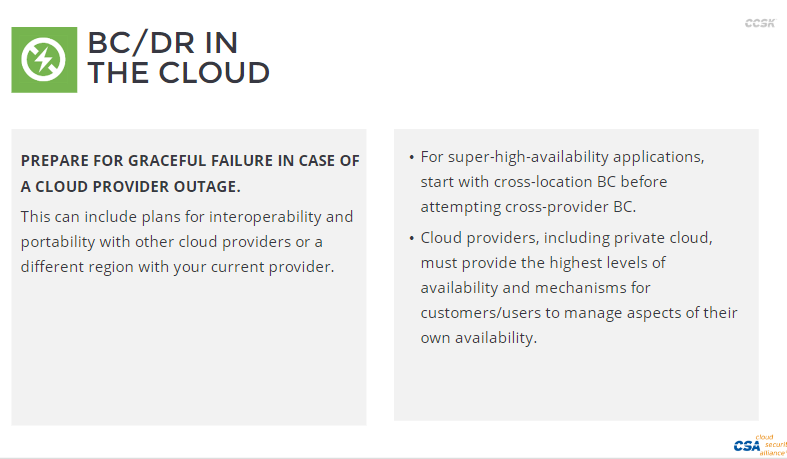 CCSK
BC/DR IN
THE CLOUD
PREPARE FOR GRACEFUL FAILURE IN CASE OF
A CLOUD PROVIDER OUTAGE.
This can include plans for interoperability and
portability with other cloud providers or a
different region with your current provider.
• For super-high-availability applications,
start with cross-location BC before
attempting cross-provider BC.
• Cloud providers, including private cloud,
must provide the highest levels of
availability and mechanisms for
customers/users to manage aspects of their
own availability.
CSA cloud
security
alliance